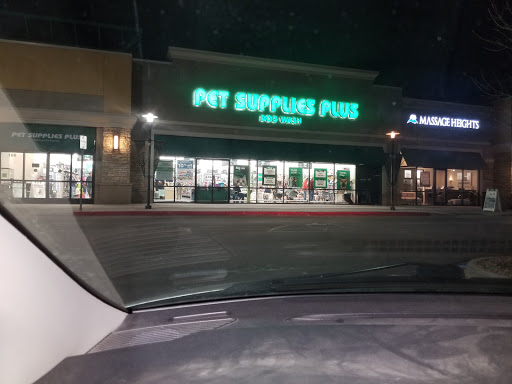 PET SUPPLIES PLUS
DOG WASH
MASSAGE HEIGHTS
PET SUPPLIES PLUS